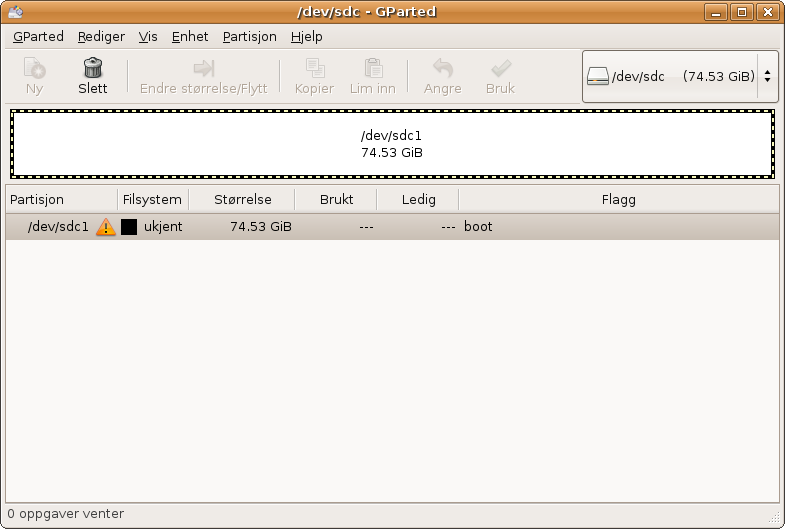 /dev/sdc - GParted
GParted Rediger Vis Enhet Partisjon Hjelp
Ny Slett Endre størrelse/Flytt Kopier Lim inn Angre Bruk /dev/sdc (74.53 GiB)
/dev/sdc1
74.53 GiB
Partisjon Filsystem Størrelse Brukt Ledig Flagg
/dev/sdc1 ukjent 74.53 GiB --- --- boot
0 oppgaver venter